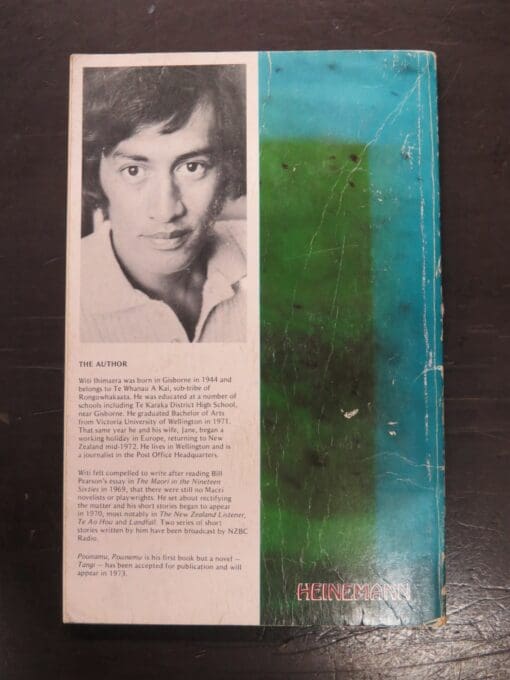 THE AUTHOR
Witi Ihimaera was born in Gisborne in 1944 and
belongs to Te Whanau A Kai, sub-tribe of
Rongowhakaata. He was educated at a number of
schools including Te Karaka District High School,
near Gisborne. He graduated Bachelor of Arts
from Victoria University of Wellington in 1971.
That same year he and his wife, Jane, began a
working holiday in Europe, returning to New
Zealand mid-1972. He lives in Wellington and is
a journalist in the Post Office Headquarters.
Witi felt compelled to write after reading Bill
Pearson's essay in The Maori in the Nineteen
Sixties in 1969, that there were still no Maori
novelists or playwrights. He set about rectifying
the matter and his short stories began to appear
in 1970, most notably in The New Zealand Listener,
Te Ao Hou and Landfall. Two series of short
stories written by him have been broadcast by NZBC
Radio.
Pounamu, Pounamu is his first book but a novel —
Tangi — has been accepted for publication and will
appear in 1973.
HEINEMANN